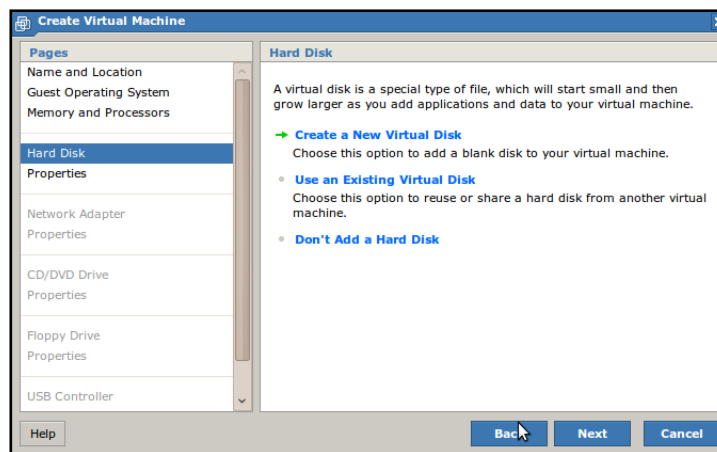 Create Virtual Machine
Pages
Name and Location
Guest Operating System
Memory and Processors
Hard Disk
Properties
Network Adapter
Properties
CD/DVD Drive
Properties
Floppy Drive
Properties
USB Controller
Hard Disk
A virtual disk is a special type of file, which will start small and then
grow larger as you add applications and data to your virtual machine.
Create a New Virtual Disk
Choose this option to add a blank disk to your virtual machine.
Use an Existing Virtual Disk
Choose this option to reuse or share a hard disk from another virtual
machine.
Don't Add a Hard Disk
Help
Back
Next
Cancel